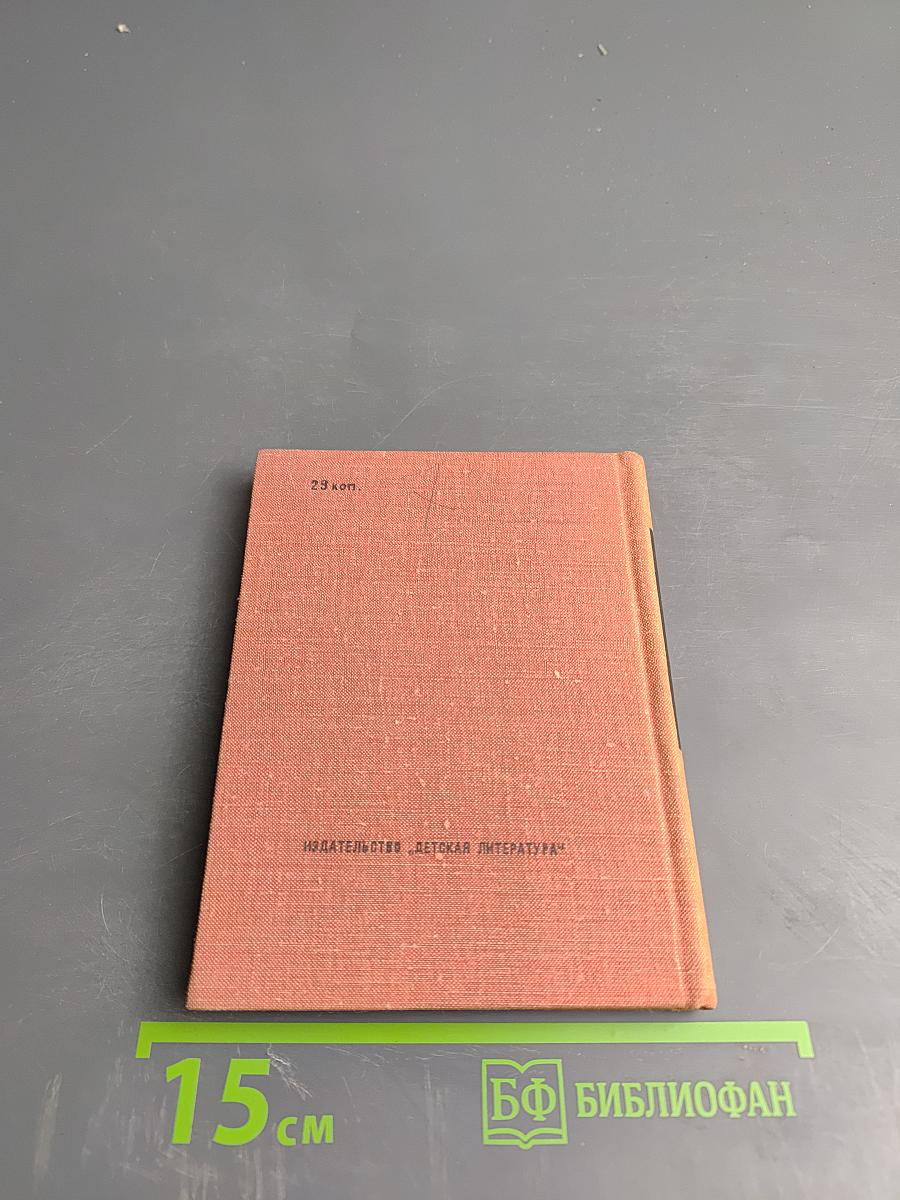 23 коп.
ИЗДАТЕЛЬСТВО „ДЕТСКАЯ ЛИТЕРАТУРА“
15 см
БФ БИБЛИОФАН